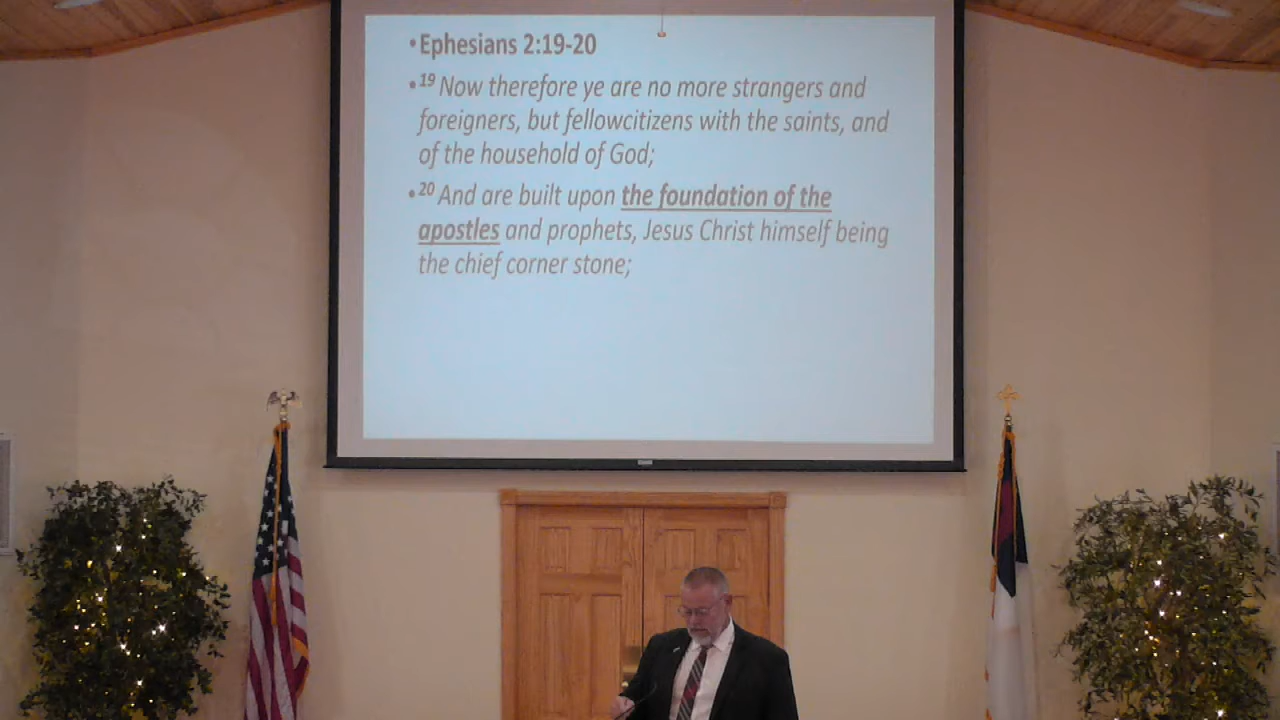 •Ephesians 2:19-20
•19 Now therefore ye are no more strangers and
foreigners, but fellowcitizens with the saints, and
of the household of God;
•20 And are built upon the foundation of the
apostles and prophets, Jesus Christ himself being
the chief corner stone;